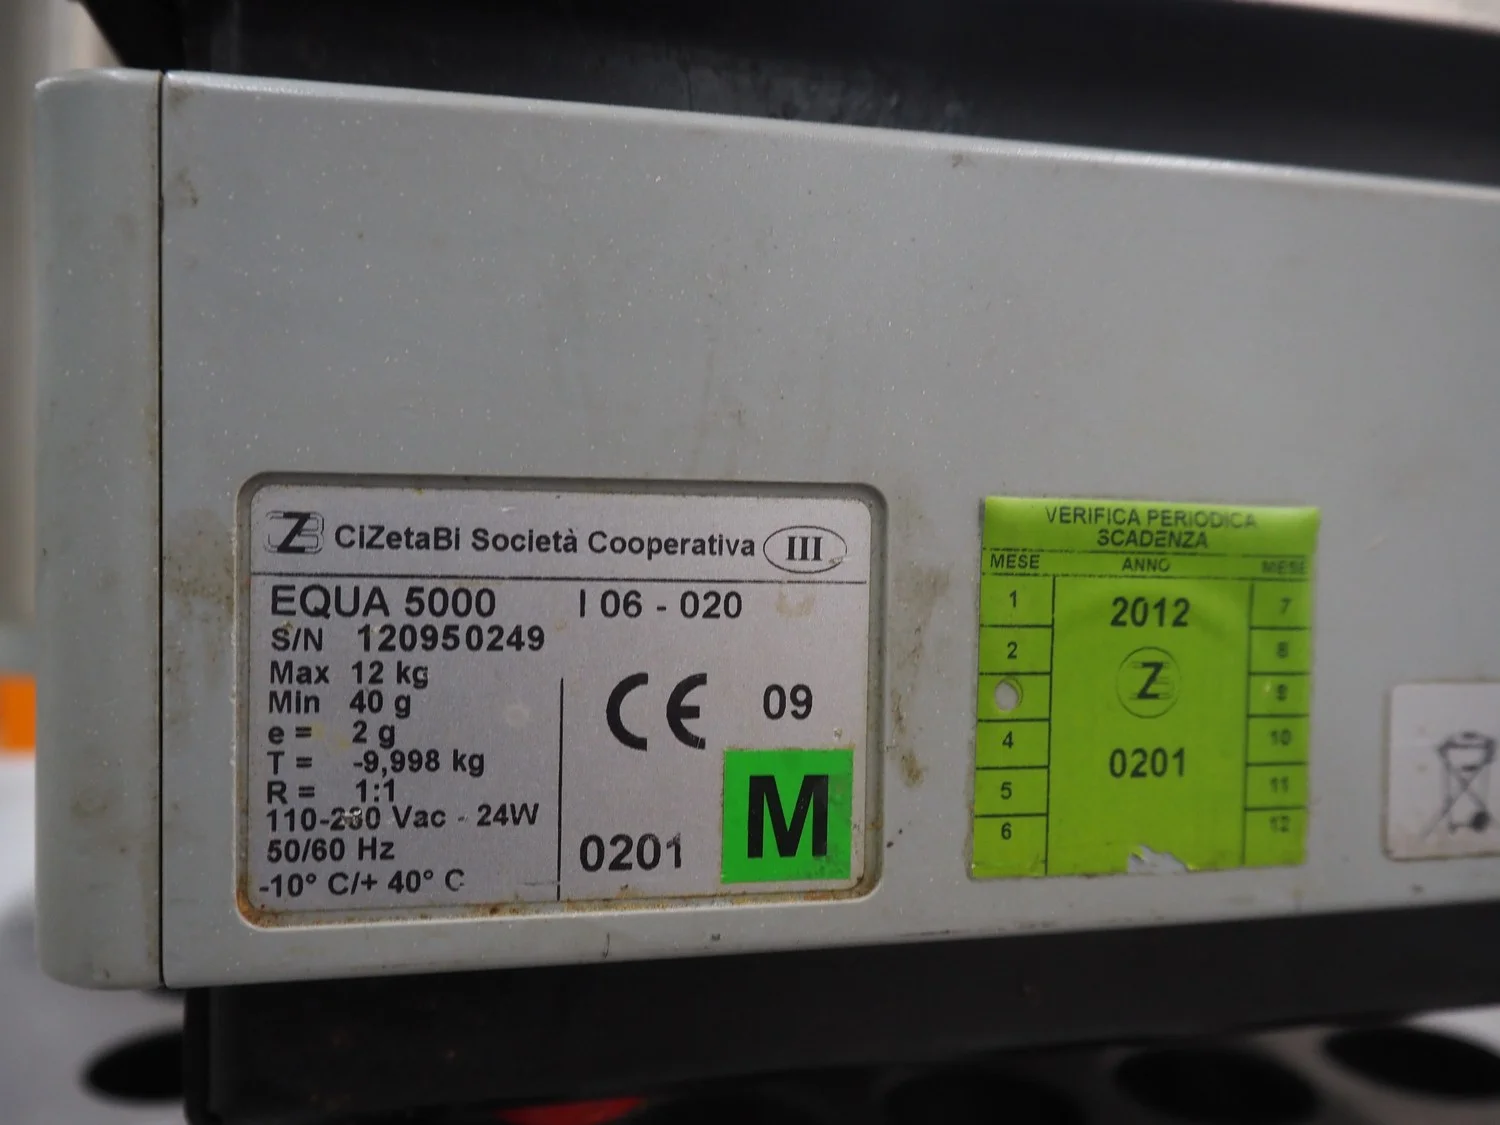 CiZetaBi Società Cooperativa III
EQUA 5000 I 06 - 020
S/N 120950249
Max 12 kg
Min 40 g
e = 2 g
T = -9,998 kg
R = 1:1
110-230 Vac - 24W
50/60 Hz
-10° C/+ 40° C
CE 09
M
0201
VERIFICA PERIODICA
SCADENZA
MESE ANNO MESE
1 2012 7
2 8
Z 9
4 10
0201
5 11
6 12